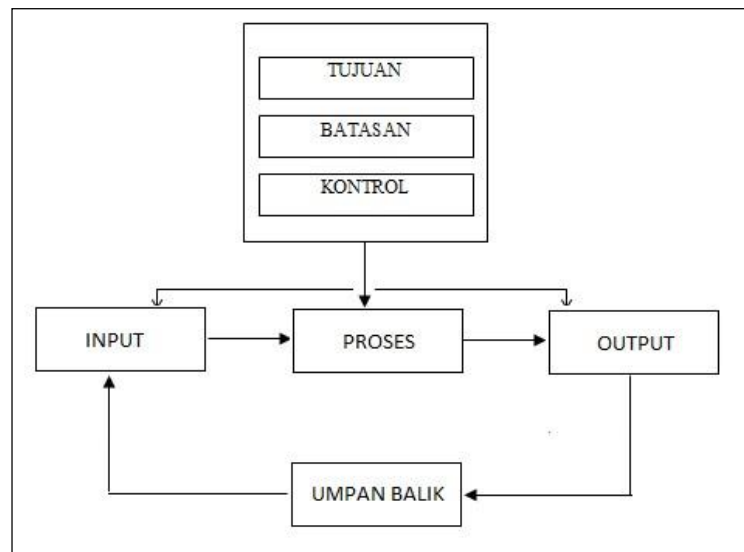 TUJUAN
BATASAN
KONTROL
INPUT
PROSES
OUTPUT
UMPAN BALIK